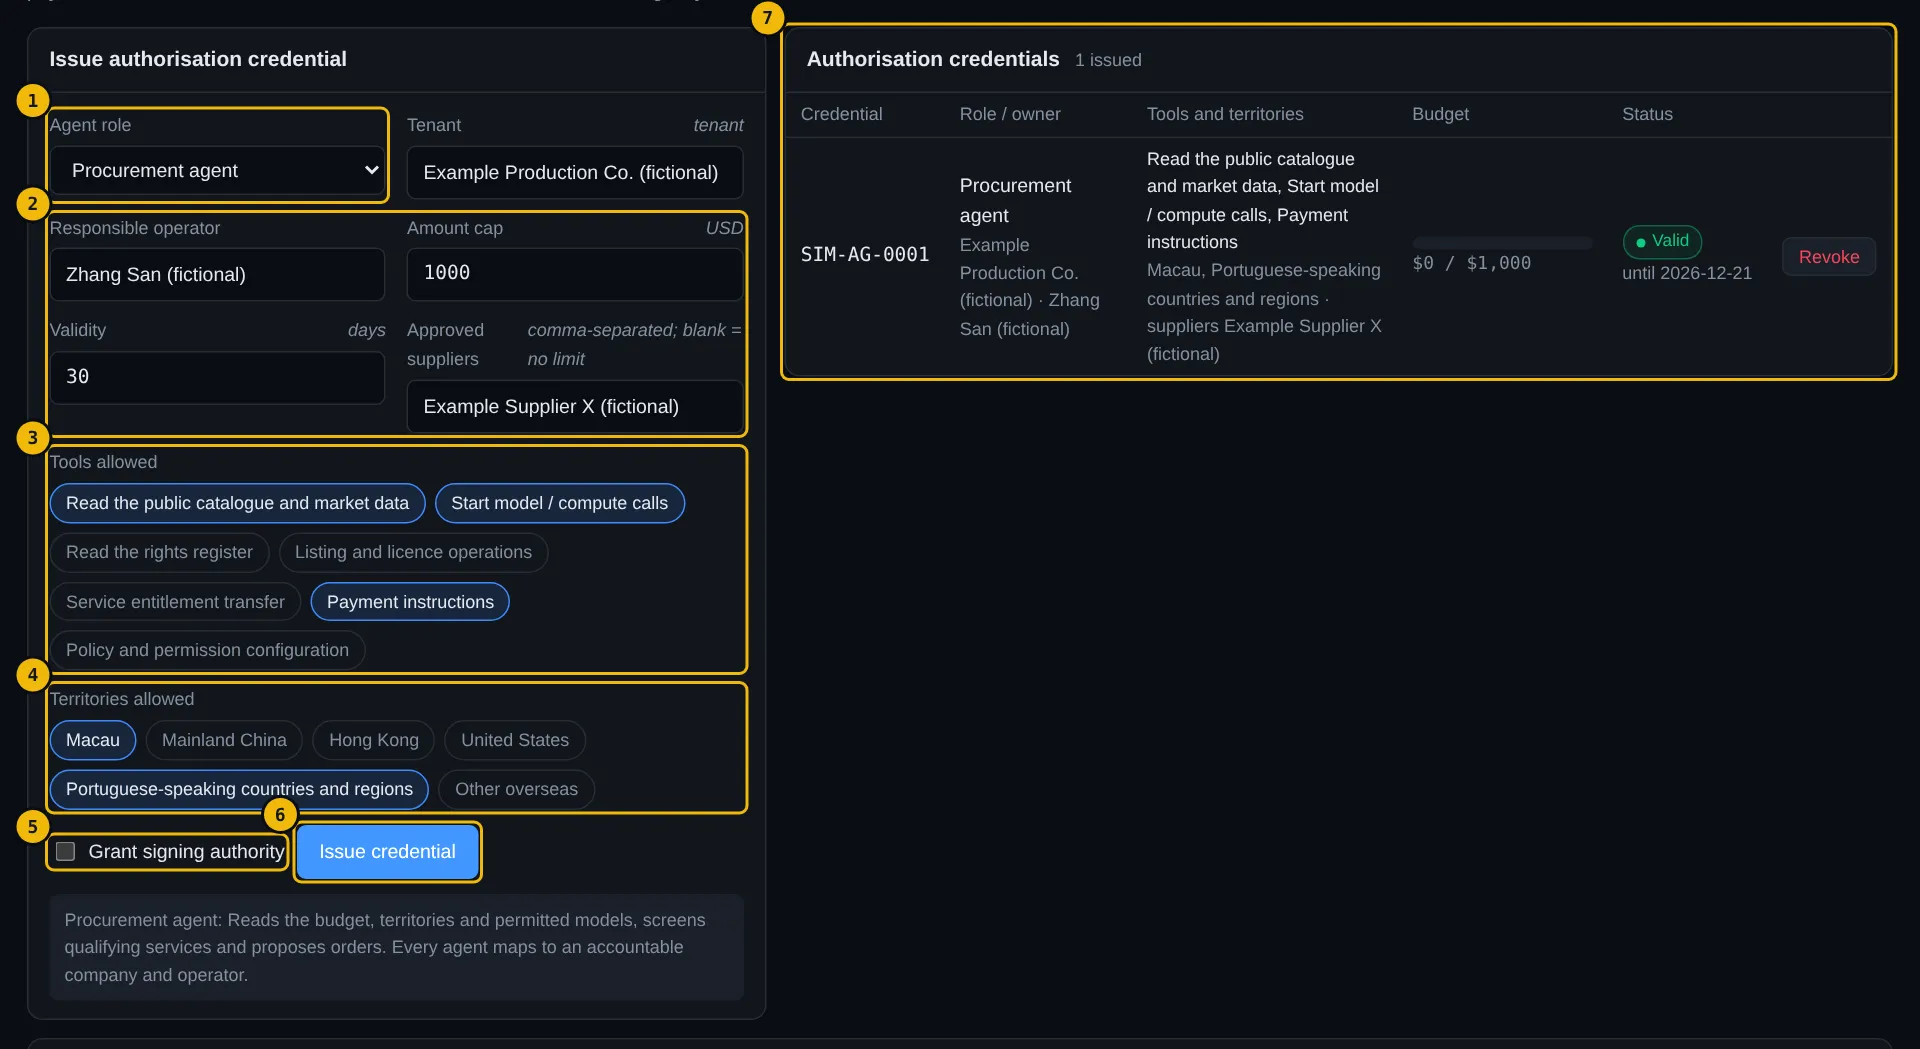 Issue authorisation credential
1
Agent role
Procurement agent
Tenant
tenant
Example Production Co. (fictional)
2
Responsible operator
Zhang San (fictional)
Amount cap
USD
1000
Validity
days
30
Approved
suppliers
comma-separated; blank =
no limit
Example Supplier X (fictional)
3
Tools allowed
Read the public catalogue and market data
Start model / compute calls
Read the rights register
Listing and licence operations
Service entitlement transfer
Payment instructions
Policy and permission configuration
4
Territories allowed
Macau
Mainland China
Hong Kong
United States
Portuguese-speaking countries and regions
Other overseas
5
Grant signing authority
6
Issue credential
Procurement agent: Reads the budget, territories and permitted models, screens
qualifying services and proposes orders. Every agent maps to an accountable
company and operator.
7
Authorisation credentials
1 issued
Credential
Role / owner
Tools and territories
Budget
Status
SIM-AG-0001
Procurement
agent
Example
Production Co.
(fictional) · Zhang
San (fictional)
Read the public catalogue
and market data, Start model
/ compute calls, Payment
instructions
Macau, Portuguese-speaking
countries and regions ·
suppliers Example Supplier X
(fictional)
$0 / $1,000
Valid
until 2026-12-21
Revoke